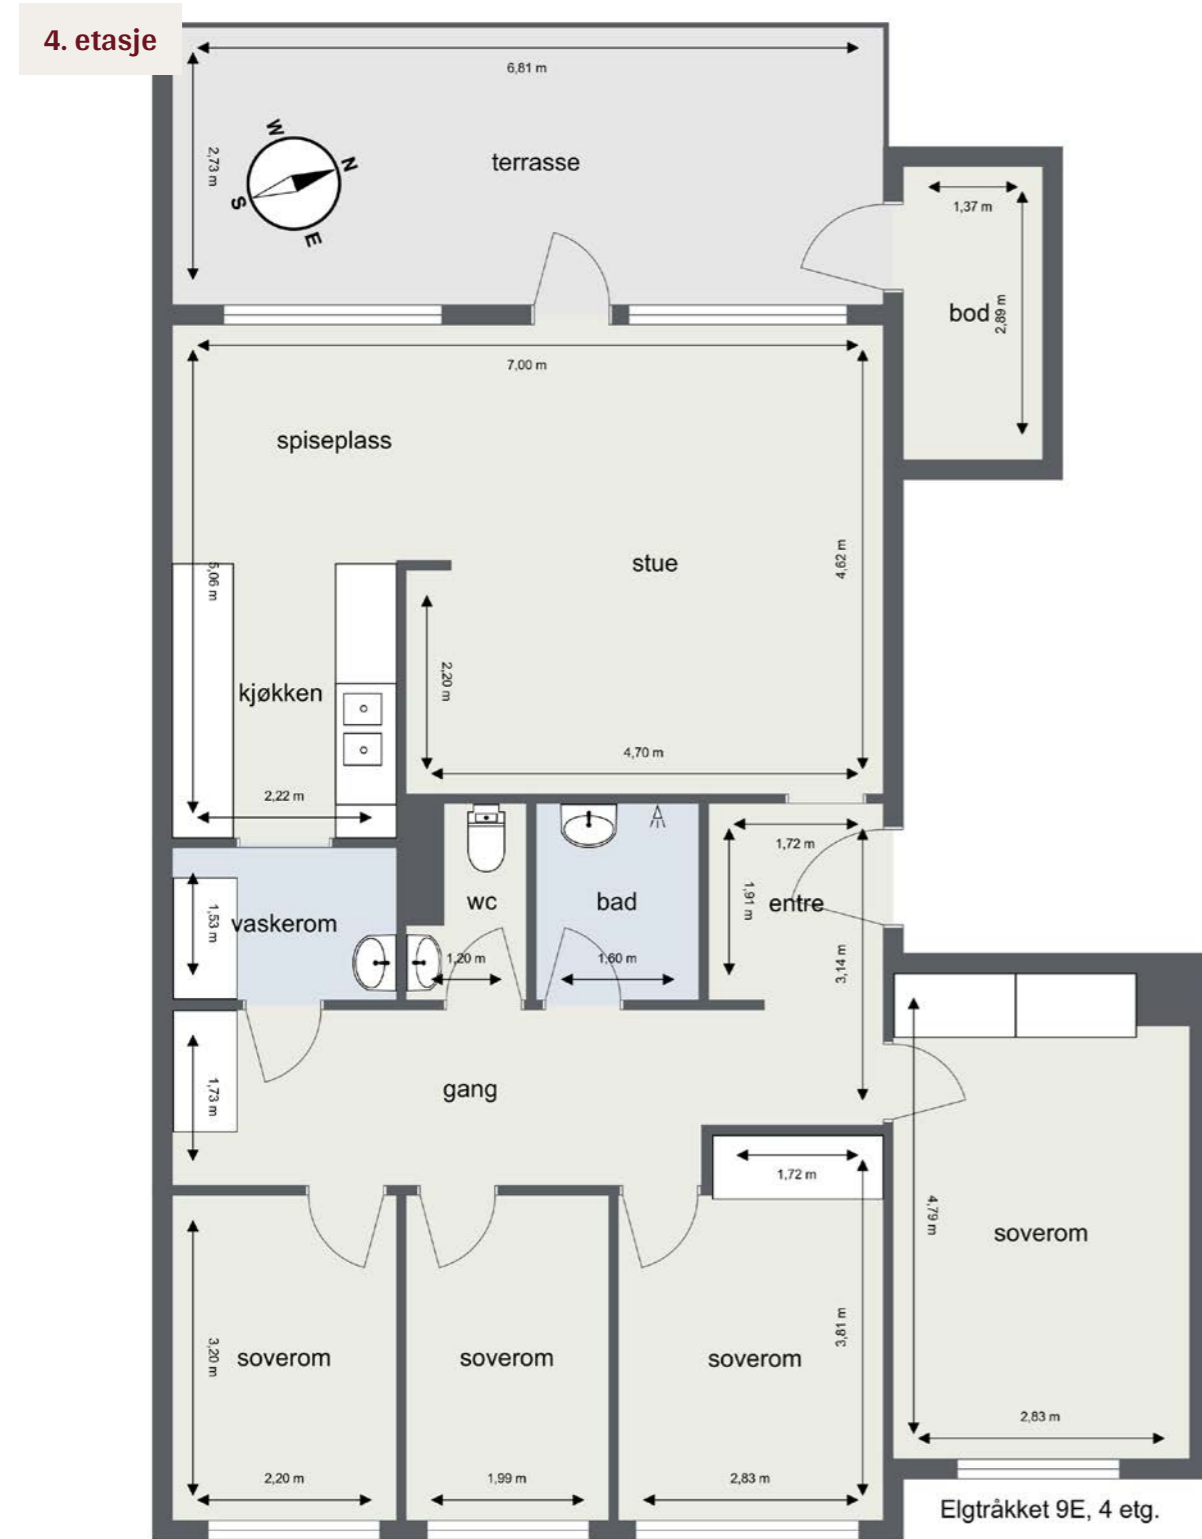 4. etasje
6,81 m
2,73 m
W
N
S
E
terrasse
1,37 m
bod
2,89 m
7,00 m
spiseplass
5,06 m
stue
4,62 m
2,20 m
kjøkken
4,70 m
2,22 m
1,72 m
1,53 m
vaskerom
wc
bad
1,91 m
entre
1,20 m
1,60 m
3,14 m
1,73 m
gang
1,72 m
4,79 m
soverom
3,20 m
soverom
soverom
soverom
3,81 m
2,83 m
2,20 m
1,99 m
2,83 m
Elgtråkket 9E, 4 etg.